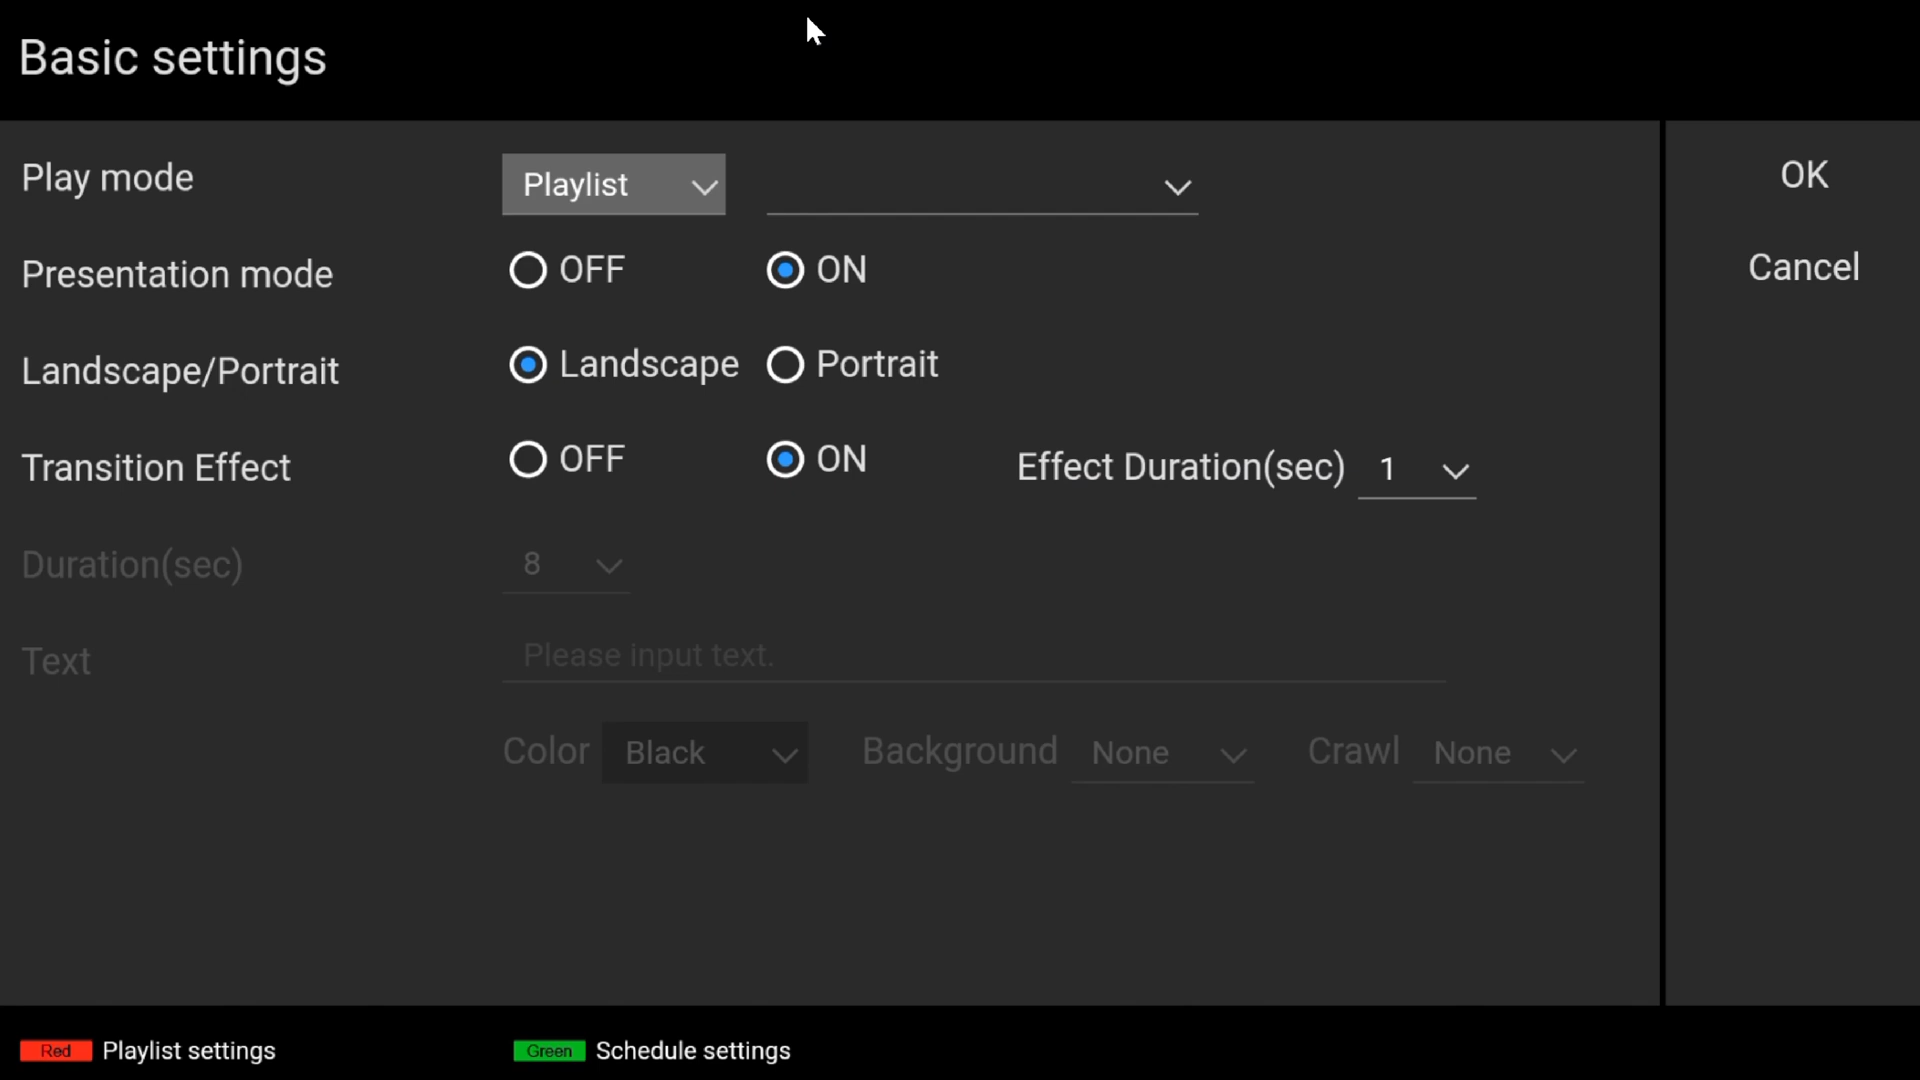 Basic settings
Play mode Playlist
OK
Presentation mode OFF ON
Cancel
Landscape/Portrait Landscape Portrait
Transition Effect OFF ON Effect Duration(sec) 1
Duration(sec) 8
Text Please input text.
Color Black Background None Crawl None
Red Playlist settings Green Schedule settings